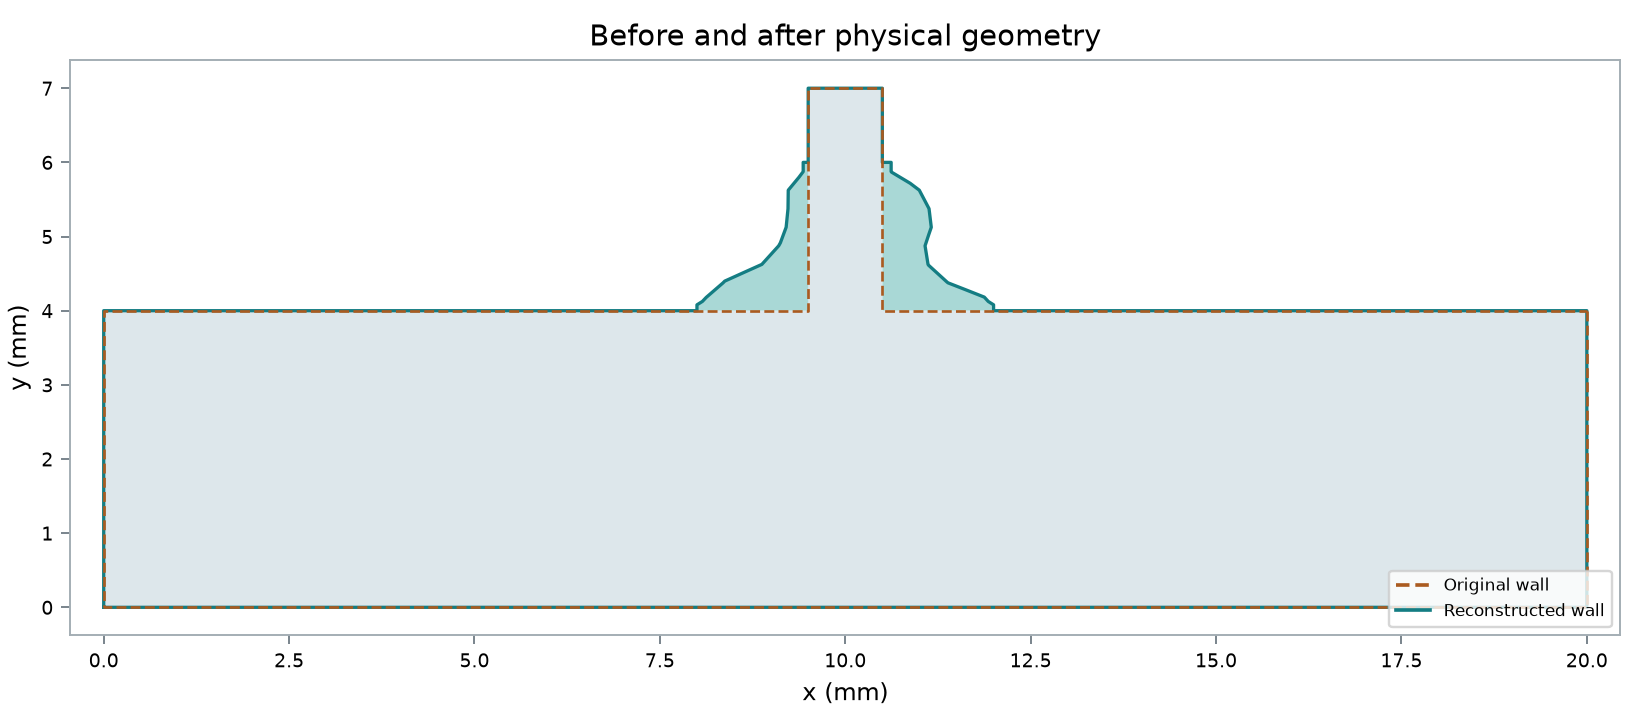 Before and after physical geometry
7
6
5
4
3
2
1
0
y (mm)
0.0 2.5 5.0 7.5 10.0 12.5 15.0 17.5 20.0
x (mm)
Original wall
Reconstructed wall